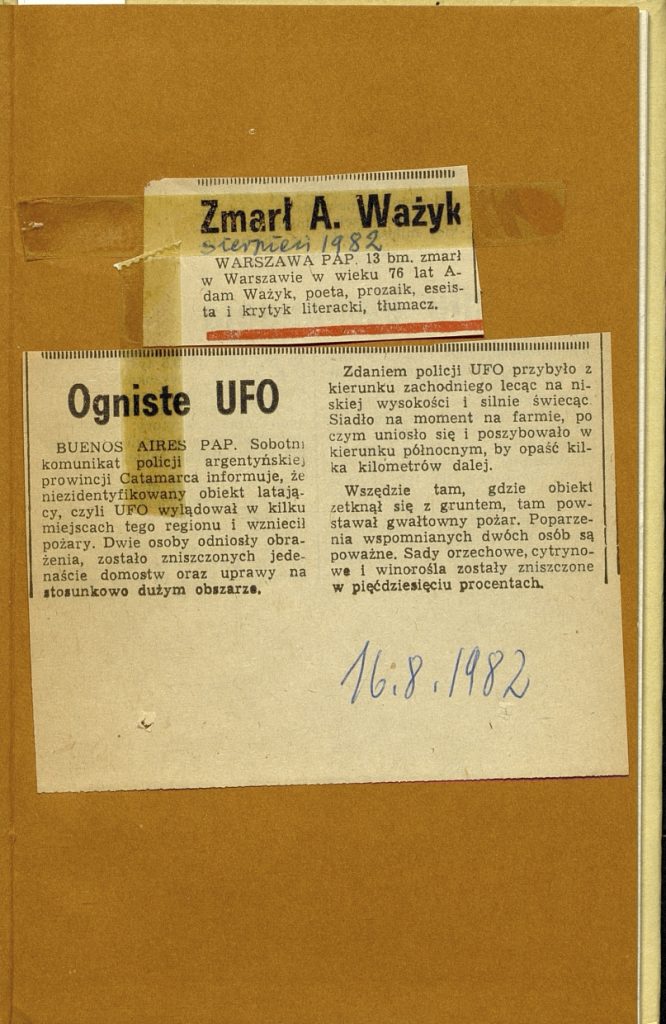 Zmarł A. Ważyk
sierpień 1982
WARSZAWA PAP. 13 bm. zmarł
w Warszawie w wieku 76 lat A-
dam Ważyk, poeta, prozaik, eseis-
ta i krytyk literacki, tłumacz.
Ogniste UFO
BUENOS AIRES PAP. Sobotni
komunikat policji argentyńskiej
prowincji Catamarca informuje, że
niezidentyfikowany obiekt latają-
cy, czyli UFO wylądował w kilku
miejscach tego regionu i wzniecił
pożary. Dwie osoby odniosły obra-
żenia, zostało zniszczonych jede-
naście domostw oraz uprawy na
stosunkowo dużym obszarze.
Zdaniem policji UFO przybyło z
kierunku zachodniego lecąc na ni-
skiej wysokości i silnie świecąc.
Siadło na moment na farmie, po
czym uniosło się i poszybowało w
kierunku północnym, by opaść kil-
ka kilometrów dalej.
Wszędzie tam, gdzie obiekt
zetknął się z gruntem, tam pow-
stawał gwałtowny pożar. Poparze-
nia wspomnianych dwóch osób są
poważne. Sady orzechowe, cytryno-
we i winorośla zostały zniszczone
w pięćdziesięciu procentach.
16.8.1982